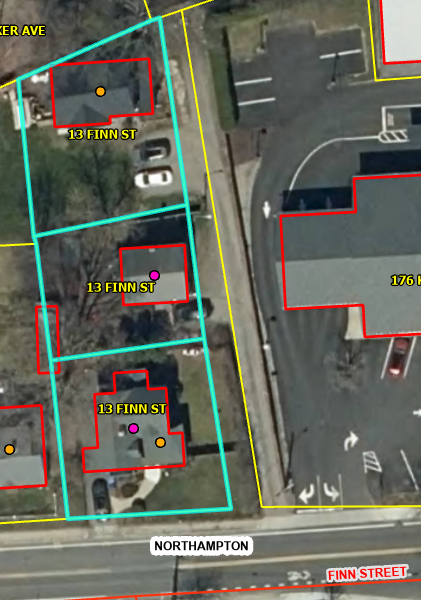 KER AVE
13 FINN ST
13 FINN ST
176 K
13 FINN ST
NORTHAMPTON
FINN STREET